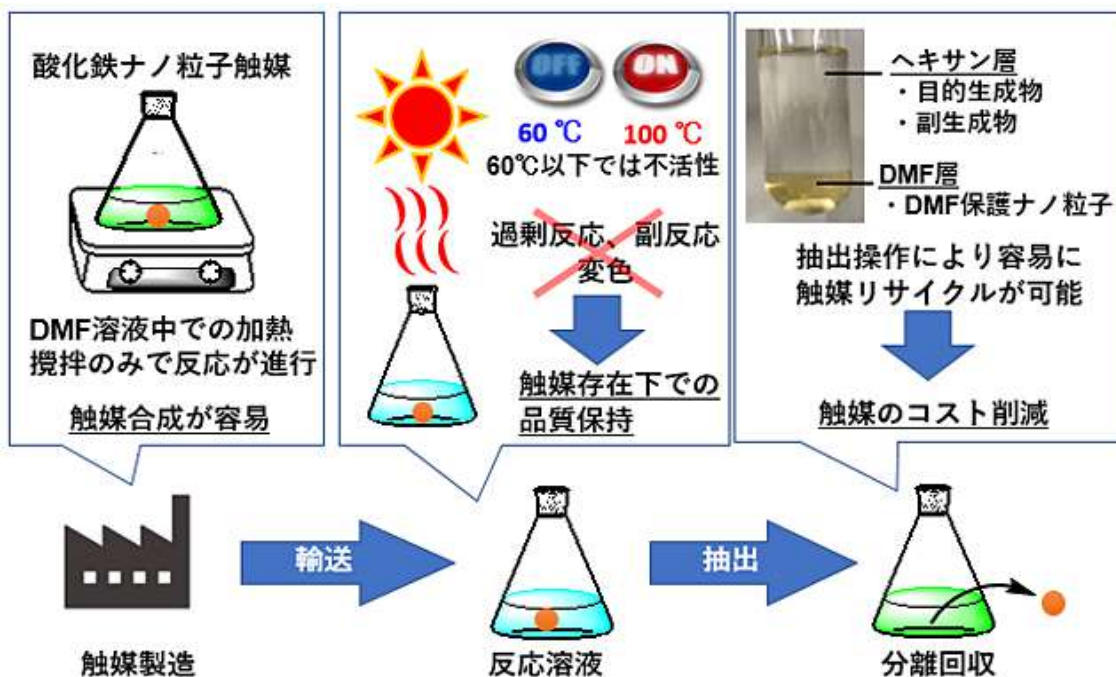 酸化鉄ナノ粒子触媒
DMF溶液中での加熱
攪拌のみで反応が進行
触媒合成が容易
OFF
ON
60 ℃
100 ℃
60℃以下では不活性
過剰反応、副反応
変色
触媒存在下での
品質保持
ヘキサン層
・目的生成物
・副生成物
DMF層
・DMF保護ナノ粒子
抽出操作により容易に
触媒リサイクルが可能
触媒のコスト削減
輸送
抽出
触媒製造
反応溶液
分離回収